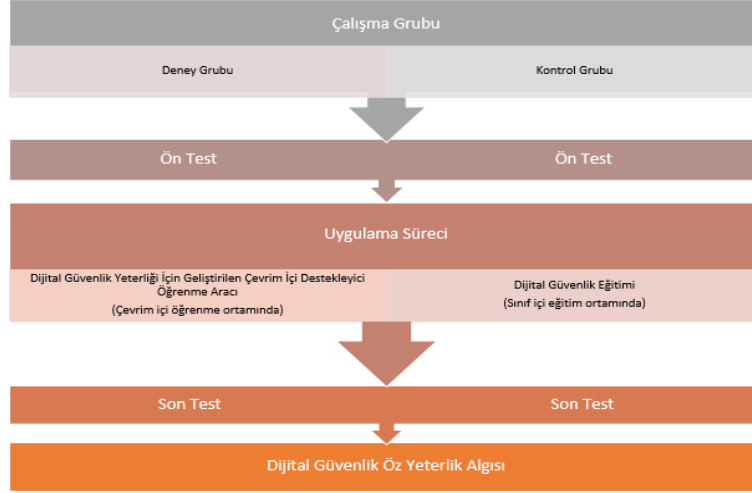 Çalışma Grubu
Deney Grubu
Kontrol Grubu
Ön Test
Ön Test
Uygulama Süreci
Dijital Güvenlik Yeterliği İçin Geliştirilen Çevrim İçi Destekleyici
Öğrenme Aracı
(Çevrim içi öğrenme ortamında)
Dijital Güvenlik Eğitimi
(Sınıf içi eğitim ortamında)
Son Test
Son Test
Dijital Güvenlik Öz Yeterlik Algısı